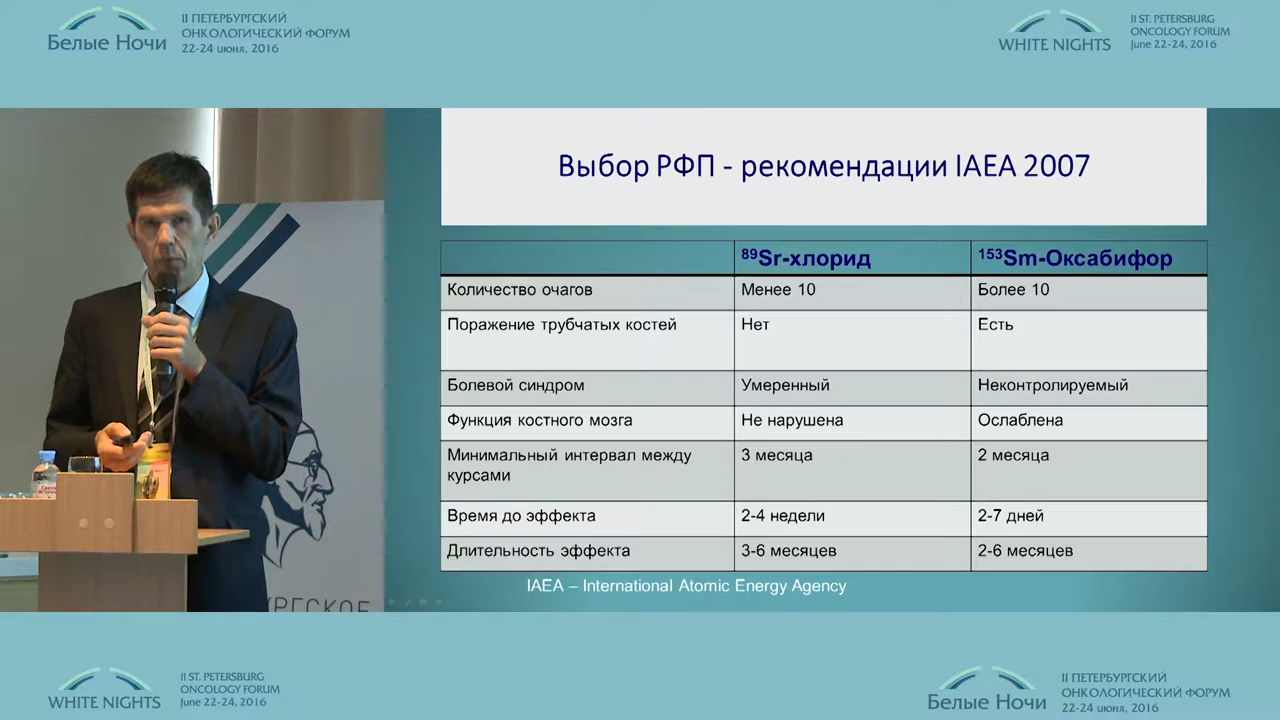 Белые Ночи
II ПЕТЕРБУРГСКИЙ
ОНКОЛОГИЧЕСКИЙ ФОРУМ
22-24 июня, 2016
WHITE NIGHTS
II ST. PETERSBURG
ONCOLOGY FORUM
June 22-24, 2016
Выбор РФП - рекомендации IAEA 2007
89Sr-хлорид 153Sm-Оксабифор
Количество очагов Менее 10 Более 10
Поражение трубчатых костей Нет Есть
Болевой синдром Умеренный Неконтролируемый
Функция костного мозга Не нарушена Ослаблена
Минимальный интервал между 3 месяца 2 месяца
курсами
Время до эффекта 2-4 недели 2-7 дней
Длительность эффекта 3-6 месяцев 2-6 месяцев
IAEA – International Atomic Energy Agency
WHITE NIGHTS
II ST. PETERSBURG
ONCOLOGY FORUM
June 22-24, 2016
Белые Ночи
II ПЕТЕРБУРГСКИЙ
ОНКОЛОГИЧЕСКИЙ ФОРУМ
22-24 июня, 2016